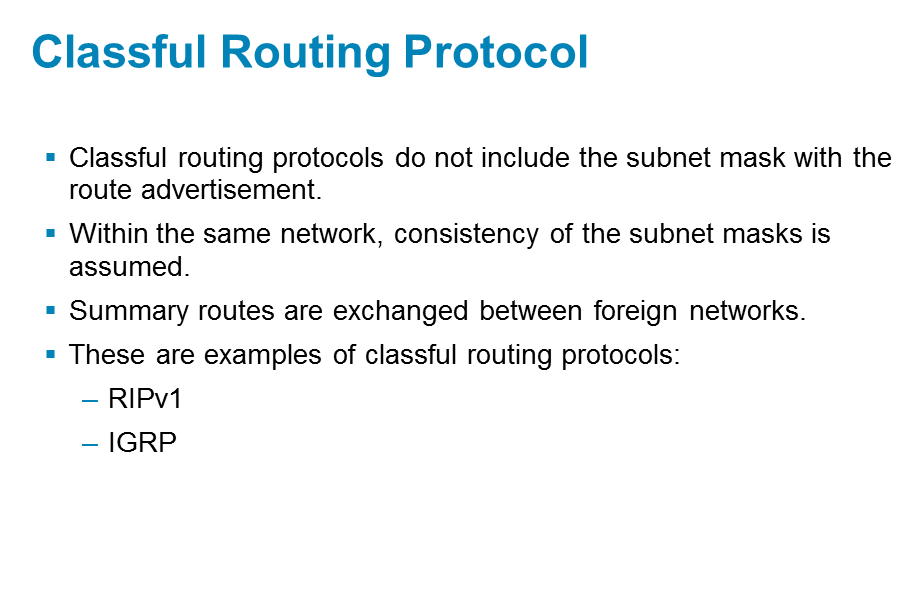 Classful Routing Protocol
▪ Classful routing protocols do not include the subnet mask with the
route advertisement.
▪ Within the same network, consistency of the subnet masks is
assumed.
▪ Summary routes are exchanged between foreign networks.
▪ These are examples of classful routing protocols:
– RIPv1
– IGRP